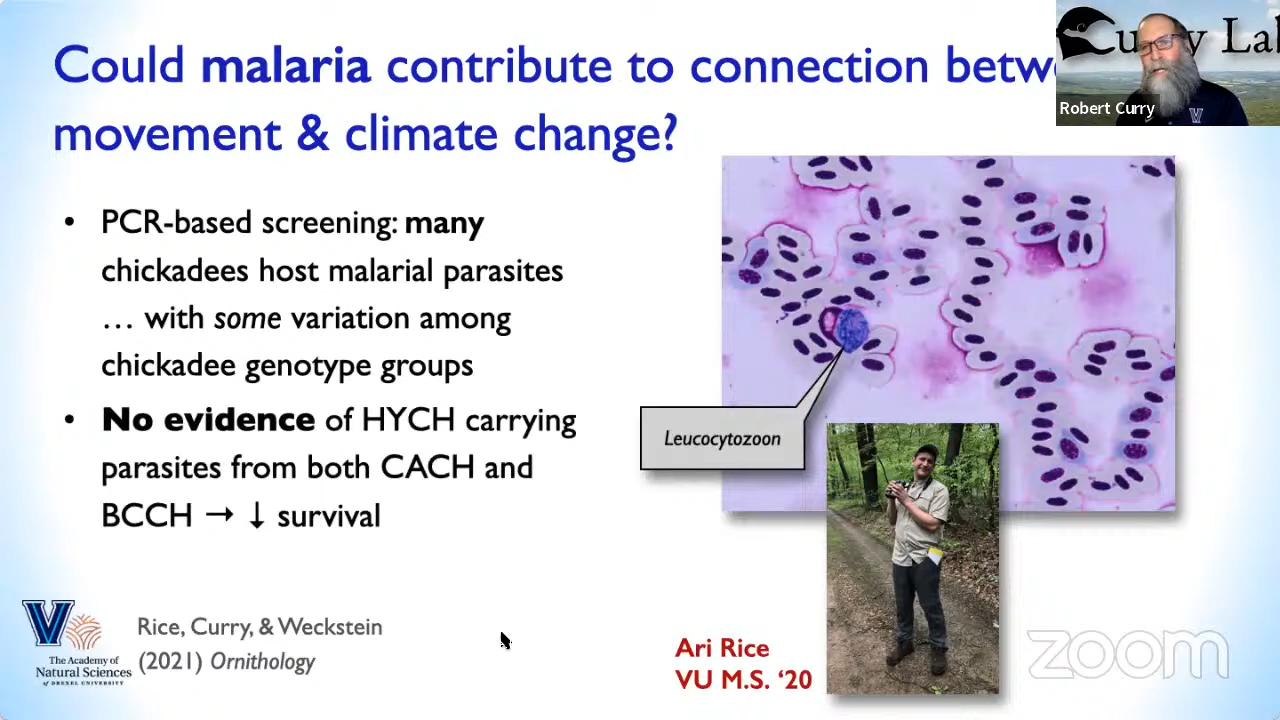 Could malaria contribute to connection
movement & climate change?
Curry Lab
Robert Curry
V
• PCR-based screening: many
chickadees host malarial parasites
… with some variation among
chickadee genotype groups
• No evidence of HYCH carrying
parasites from both CACH and
BCCH → ↓ survival
Leucocytozoon
V
The Academy of
Natural Sciences
of DREXEL UNIVERSITY
Rice, Curry, & Weckstein
(2021) Ornithology
Ari Rice
VU M.S. ‘20
zoom